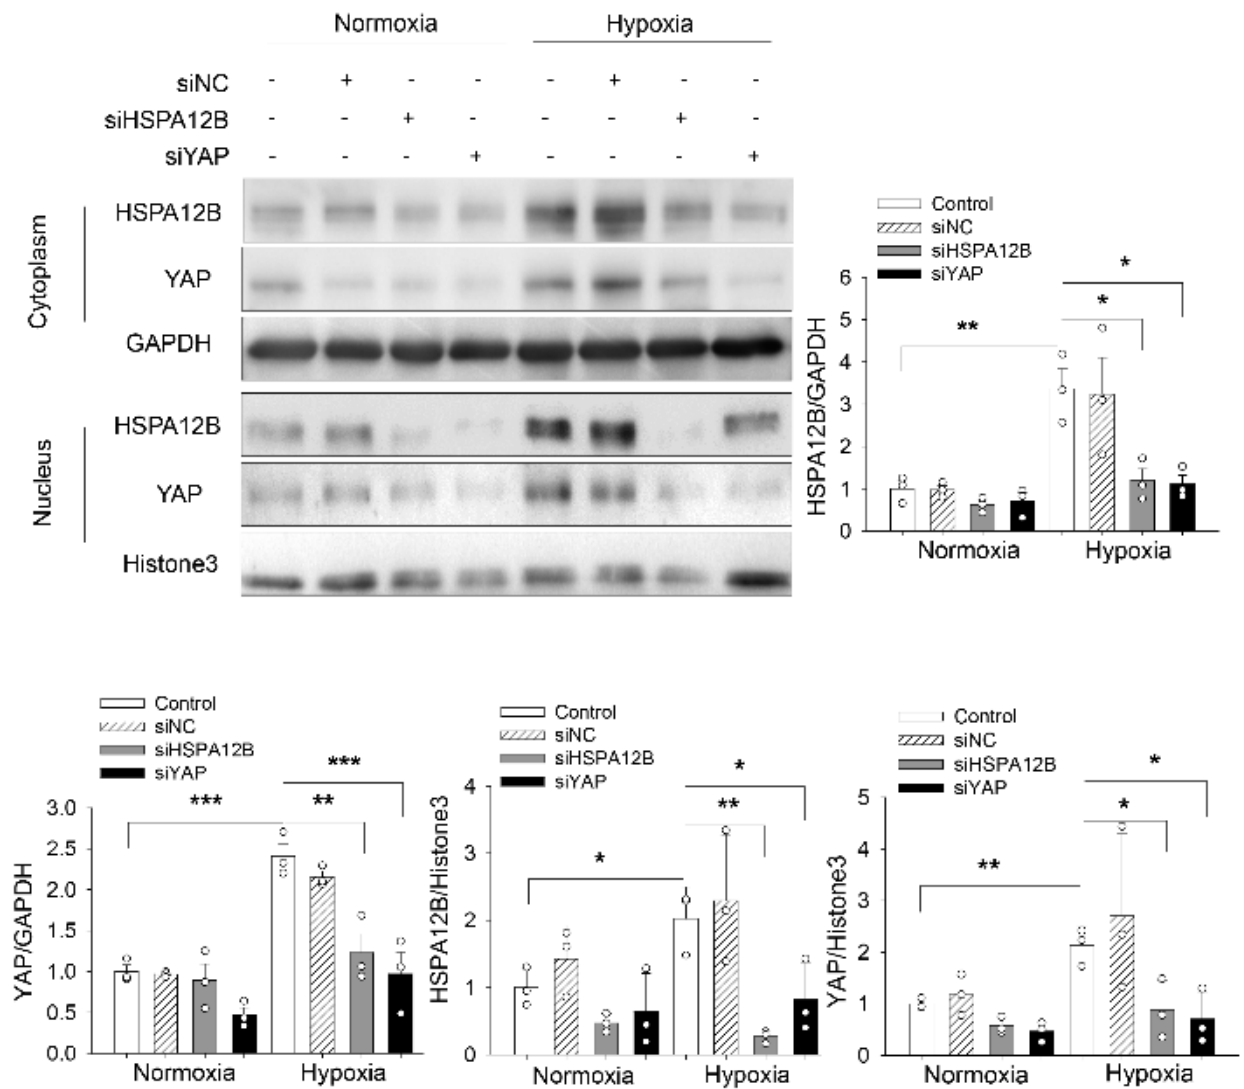 Normoxia Hypoxia
siNC - + - - - + - -
siHSPA12B - - + - - - + -
siYAP - - - + - - - +
Cytoplasm
HSPA12B
YAP
GAPDH
Nucleus
HSPA12B
YAP
Histone3
Control
siNC
siHSPA12B
siYAP
HSPA12B/GAPDH
6
5
4
3
2
1
0
*
*
**
Normoxia Hypoxia
Control
siNC
siHSPA12B
siYAP
YAP/GAPDH
3.0
2.5
2.0
1.5
1.0
0.5
0.0
***
*** **
Normoxia Hypoxia
Control
siNC
siHSPA12B
siYAP
HSPA12B/Histone3
4
3
2
1
0
*
**
*
Normoxia Hypoxia
Control
siNC
siHSPA12B
siYAP
YAP/Histone3
5
4
3
2
1
0
*
*
**
Normoxia Hypoxia